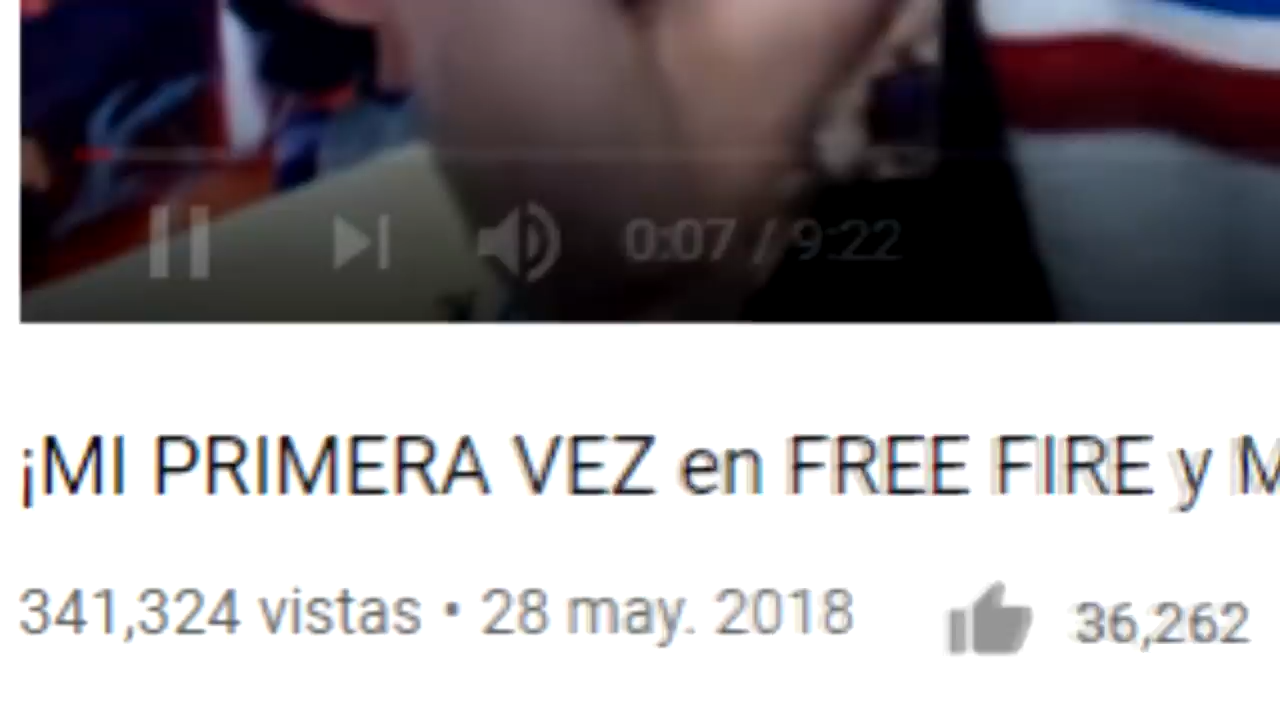 0:07 / 9:22
¡MI PRIMERA VEZ en FREE FIRE y M
341,324 vistas • 28 may. 2018 36,262